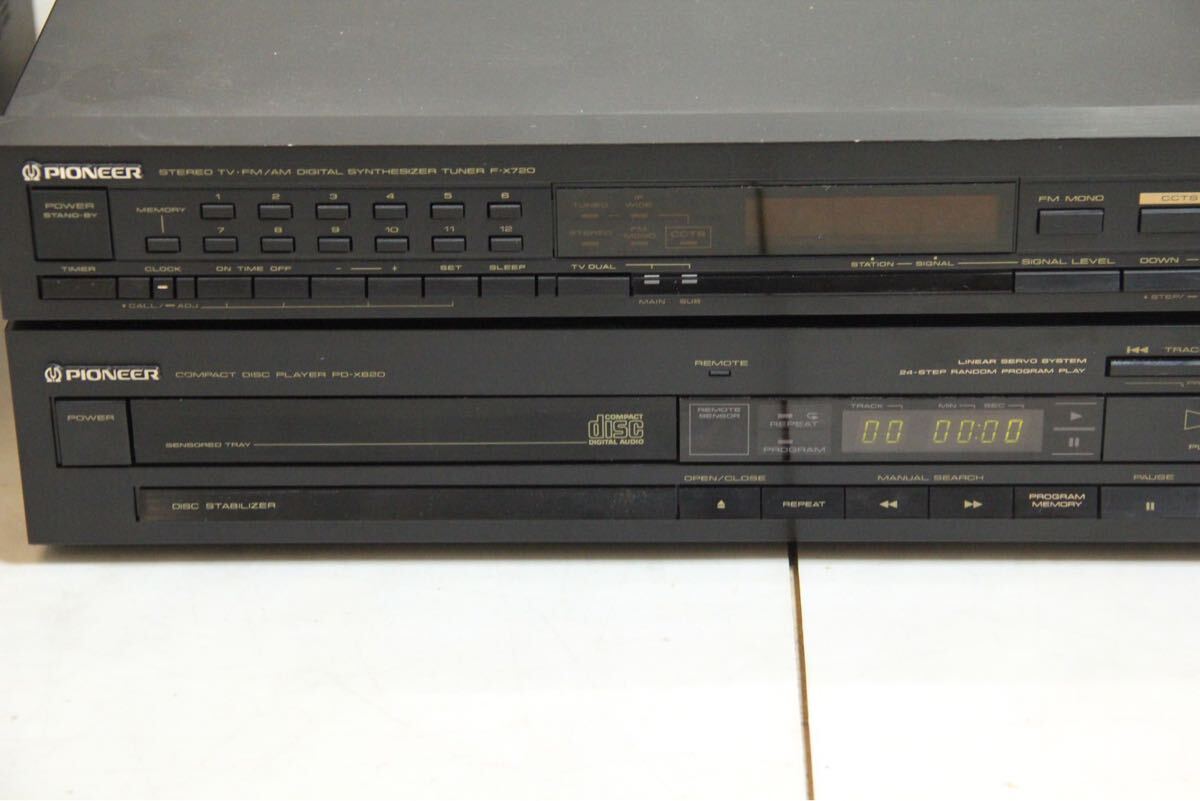 PIONEER STEREO TV·FM/AM DIGITAL SYNTHESIZER TUNER F-X720
POWER
STAND-BY
MEMORY
1 2 3 4 5 6
7 8 9 10 11 12
TUNED IF WIDE
STEREO FM MONO CCTS
FM MONO
CCTS
STATION SIGNAL
TIMER CLOCK ON TIME OFF - + SET SLEEP TV DUAL
SIGNAL LEVEL DOWN
CALL/ ADJ
MAIN SUB
STEP/
PIONEER COMPACT DISC PLAYER PD-X820
REMOTE
LINEAR SERVO SYSTEM
24-STEP RANDOM PROGRAM PLAY
POWER
SENSORED TRAY
COMPACT
disc
DIGITAL AUDIO
REMOTE
SENSOR
REPEAT
PROGRAM
TRACK MIN SEC
00 00:00
OPEN/CLOSE MANUAL SEARCH PAUSE
DISC STABILIZER
REPEAT
PROGRAM
MEMORY